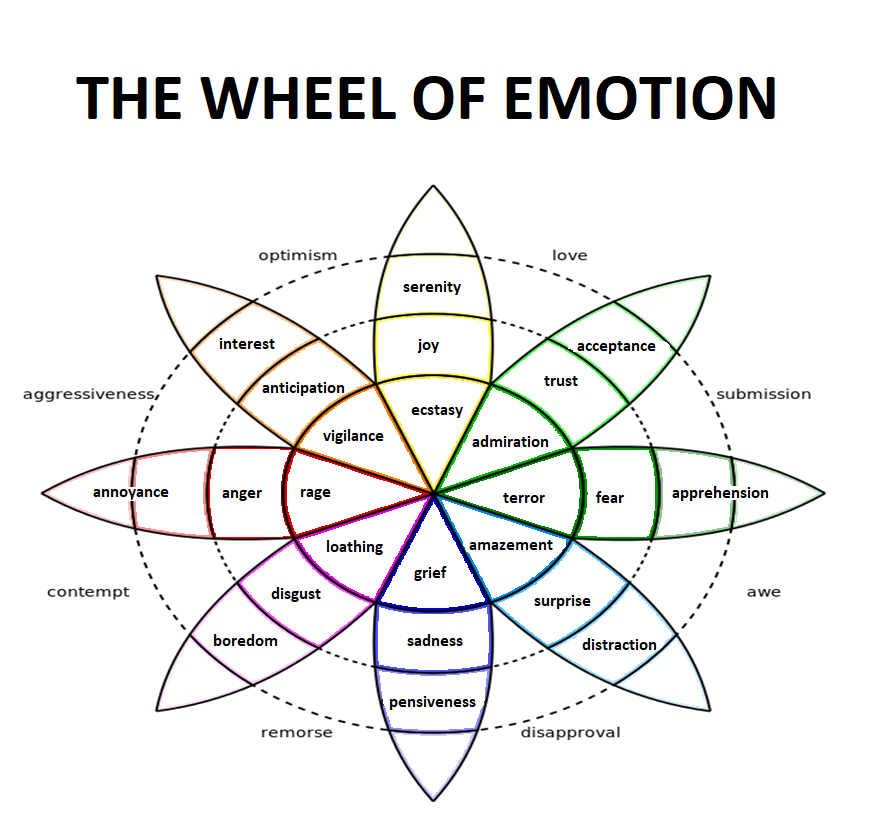 THE WHEEL OF EMOTION
optimism
love
serenity
interest
joy
acceptance
anticipation
trust
aggressiveness
submission
ecstasy
vigilance
admiration
annoyance
anger
rage
terror
fear
apprehension
loathing
amazement
grief
contempt
disgust
surprise
awe
boredom
sadness
distraction
pensiveness
remorse
disapproval